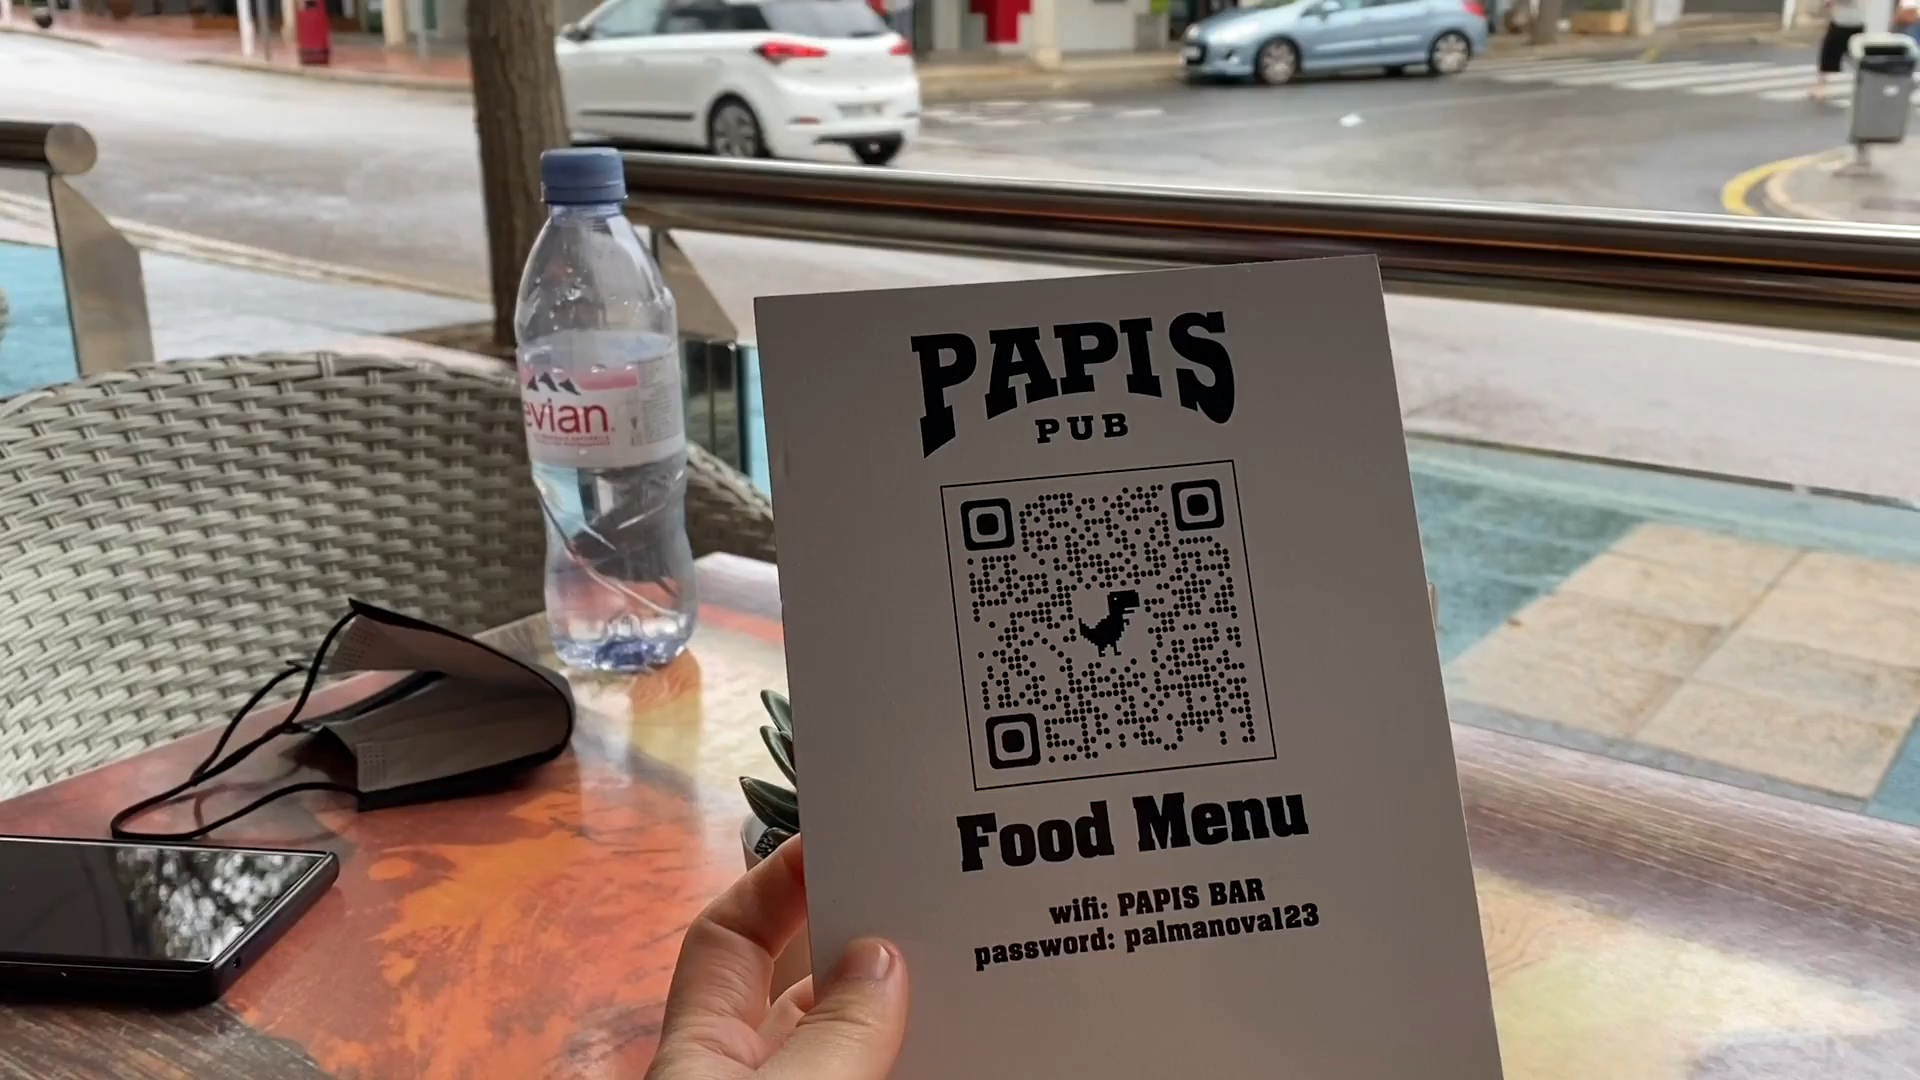 PAPIS
PUB
evian.
Food Menu
wifi: PAPIS BAR
password: palmanova123